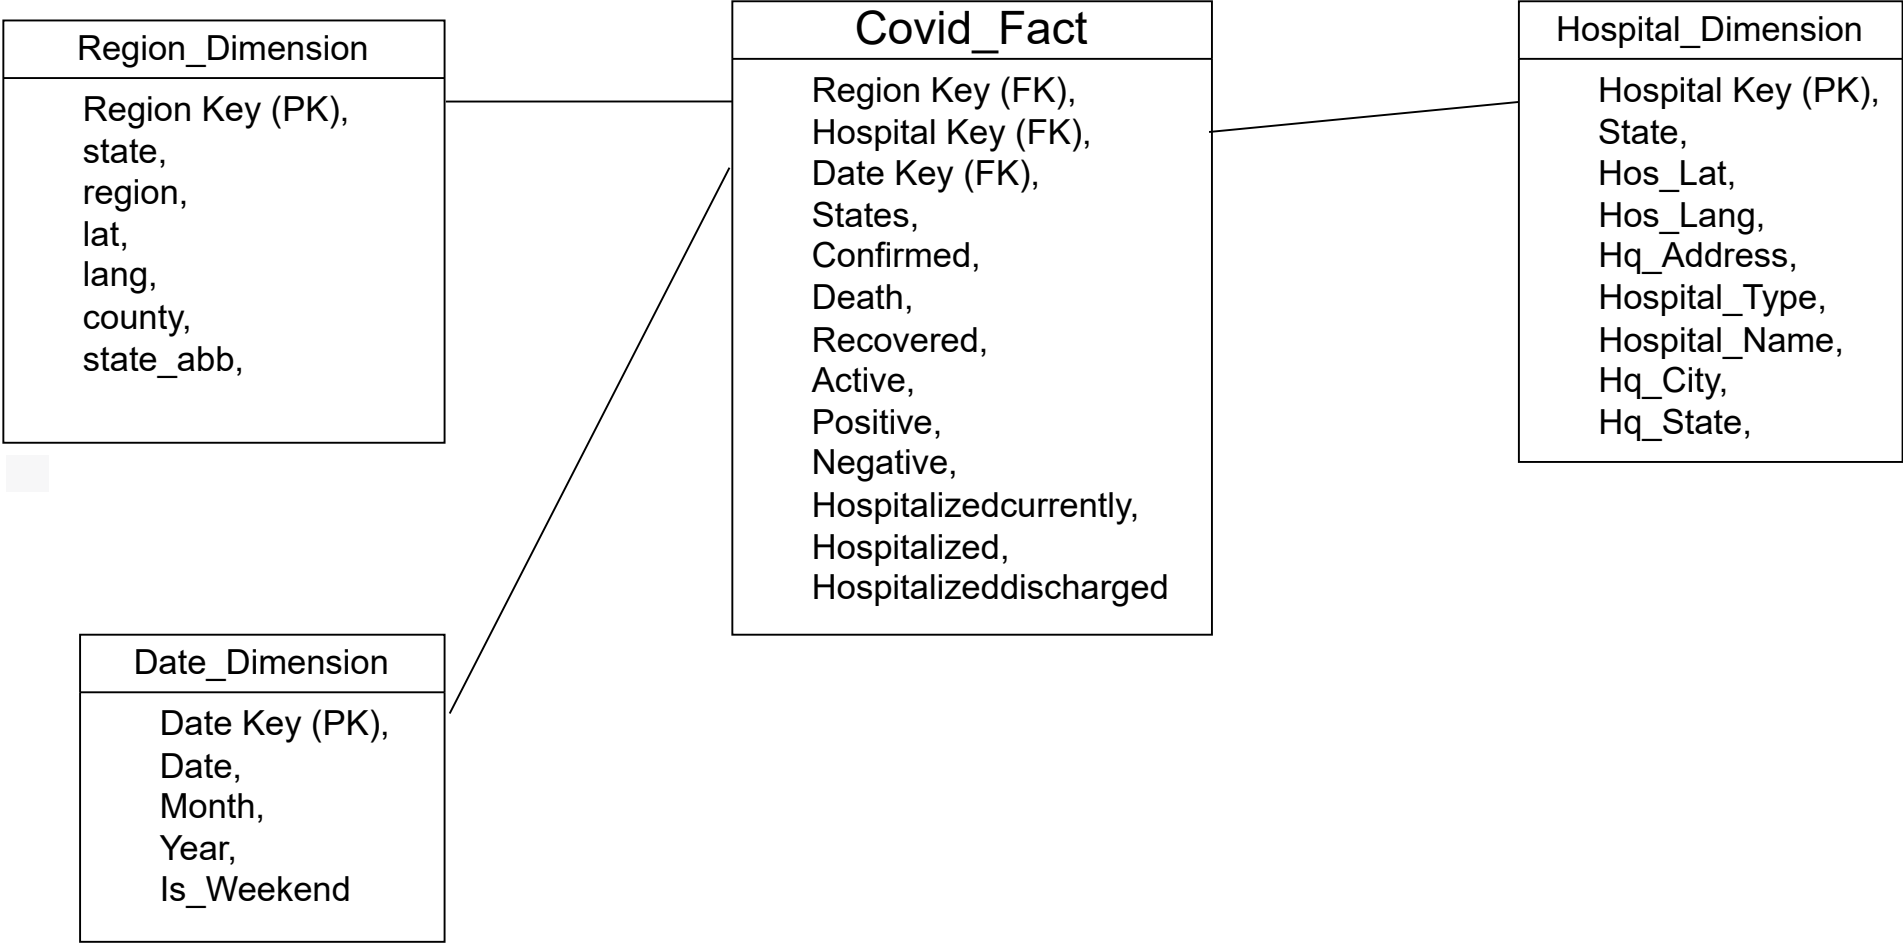 Region_Dimension
Region Key (PK),
state,
region,
lat,
lang,
county,
state_abb,
Covid_Fact
Region Key (FK),
Hospital Key (FK),
Date Key (FK),
States,
Confirmed,
Death,
Recovered,
Active,
Positive,
Negative,
Hospitalizedcurrently,
Hospitalized,
Hospitalizeddischarged
Hospital_Dimension
Hospital Key (PK),
State,
Hos_Lat,
Hos_Lang,
Hq_Address,
Hospital_Type,
Hospital_Name,
Hq_City,
Hq_State,
Date_Dimension
Date Key (PK),
Date,
Month,
Year,
Is_Weekend